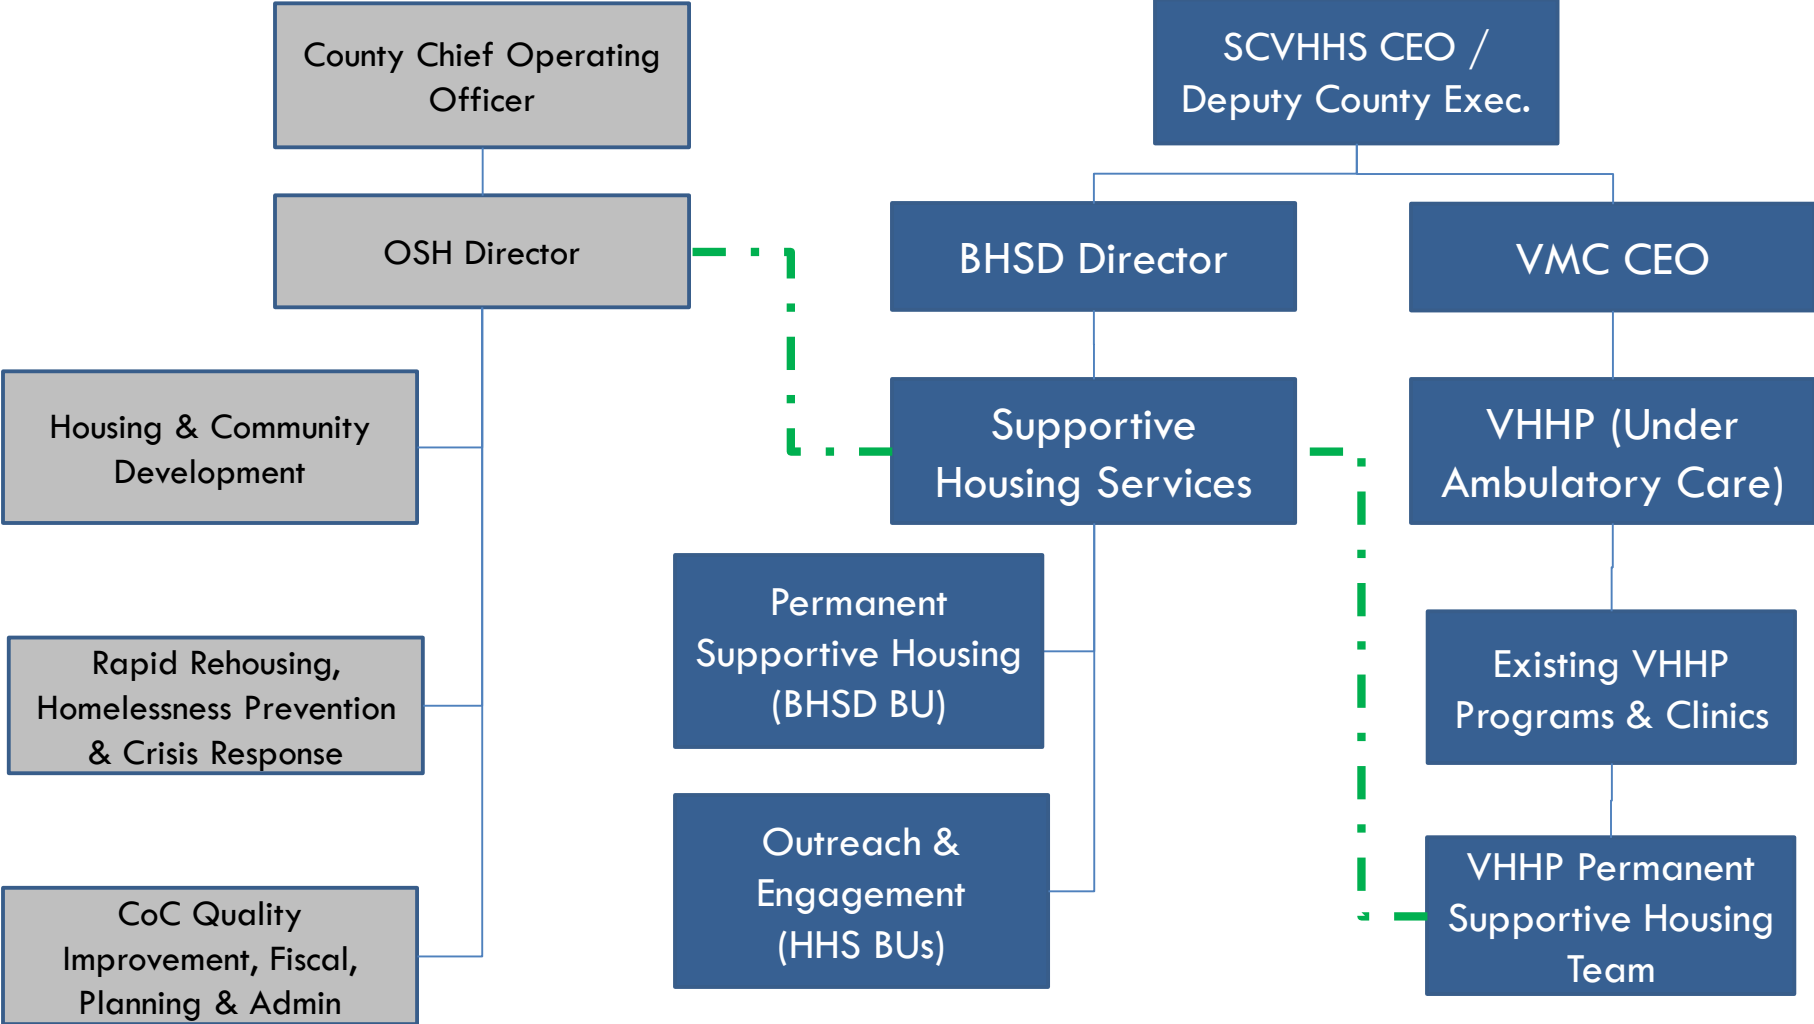 County Chief Operating
Officer
SCVHHS CEO /
Deputy County Exec.
OSH Director
BHSD Director
VMC CEO
Housing & Community
Development
Supportive
Housing Services
VHHP (Under
Ambulatory Care)
Permanent
Supportive Housing
(BHSD BU)
Rapid Rehousing,
Homelessness Prevention
& Crisis Response
Existing VHHP
Programs & Clinics
Outreach &
Engagement
(HHS BUs)
CoC Quality
Improvement, Fiscal,
Planning & Admin
VHHP Permanent
Supportive Housing
Team